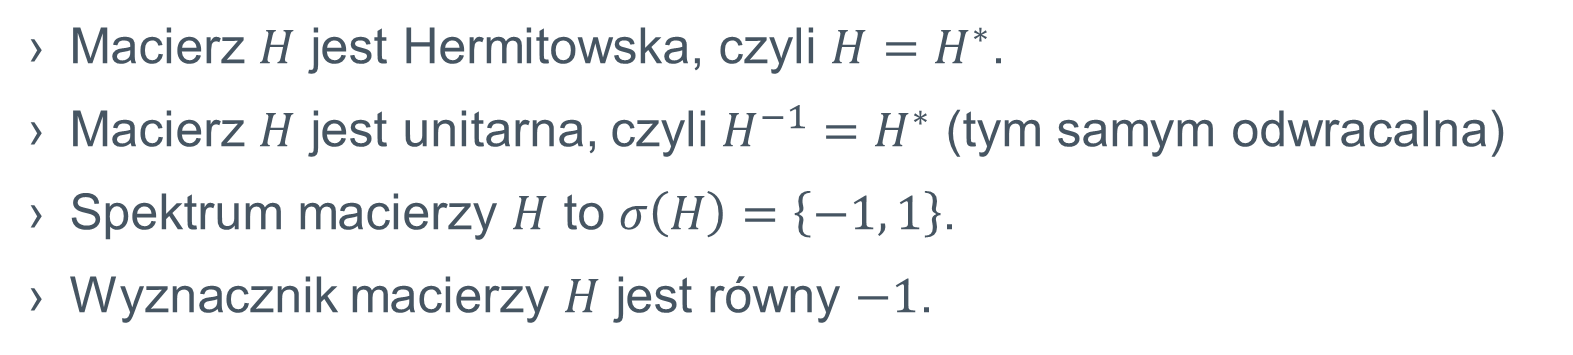 › Macierz H jest Hermitowska, czyli H = H*.
› Macierz H jest unitarna, czyli H⁻¹ = H* (tym samym odwracalna)
› Spektrum macierzy H to σ(H) = {−1, 1}.
› Wyznacznik macierzy H jest równy −1.